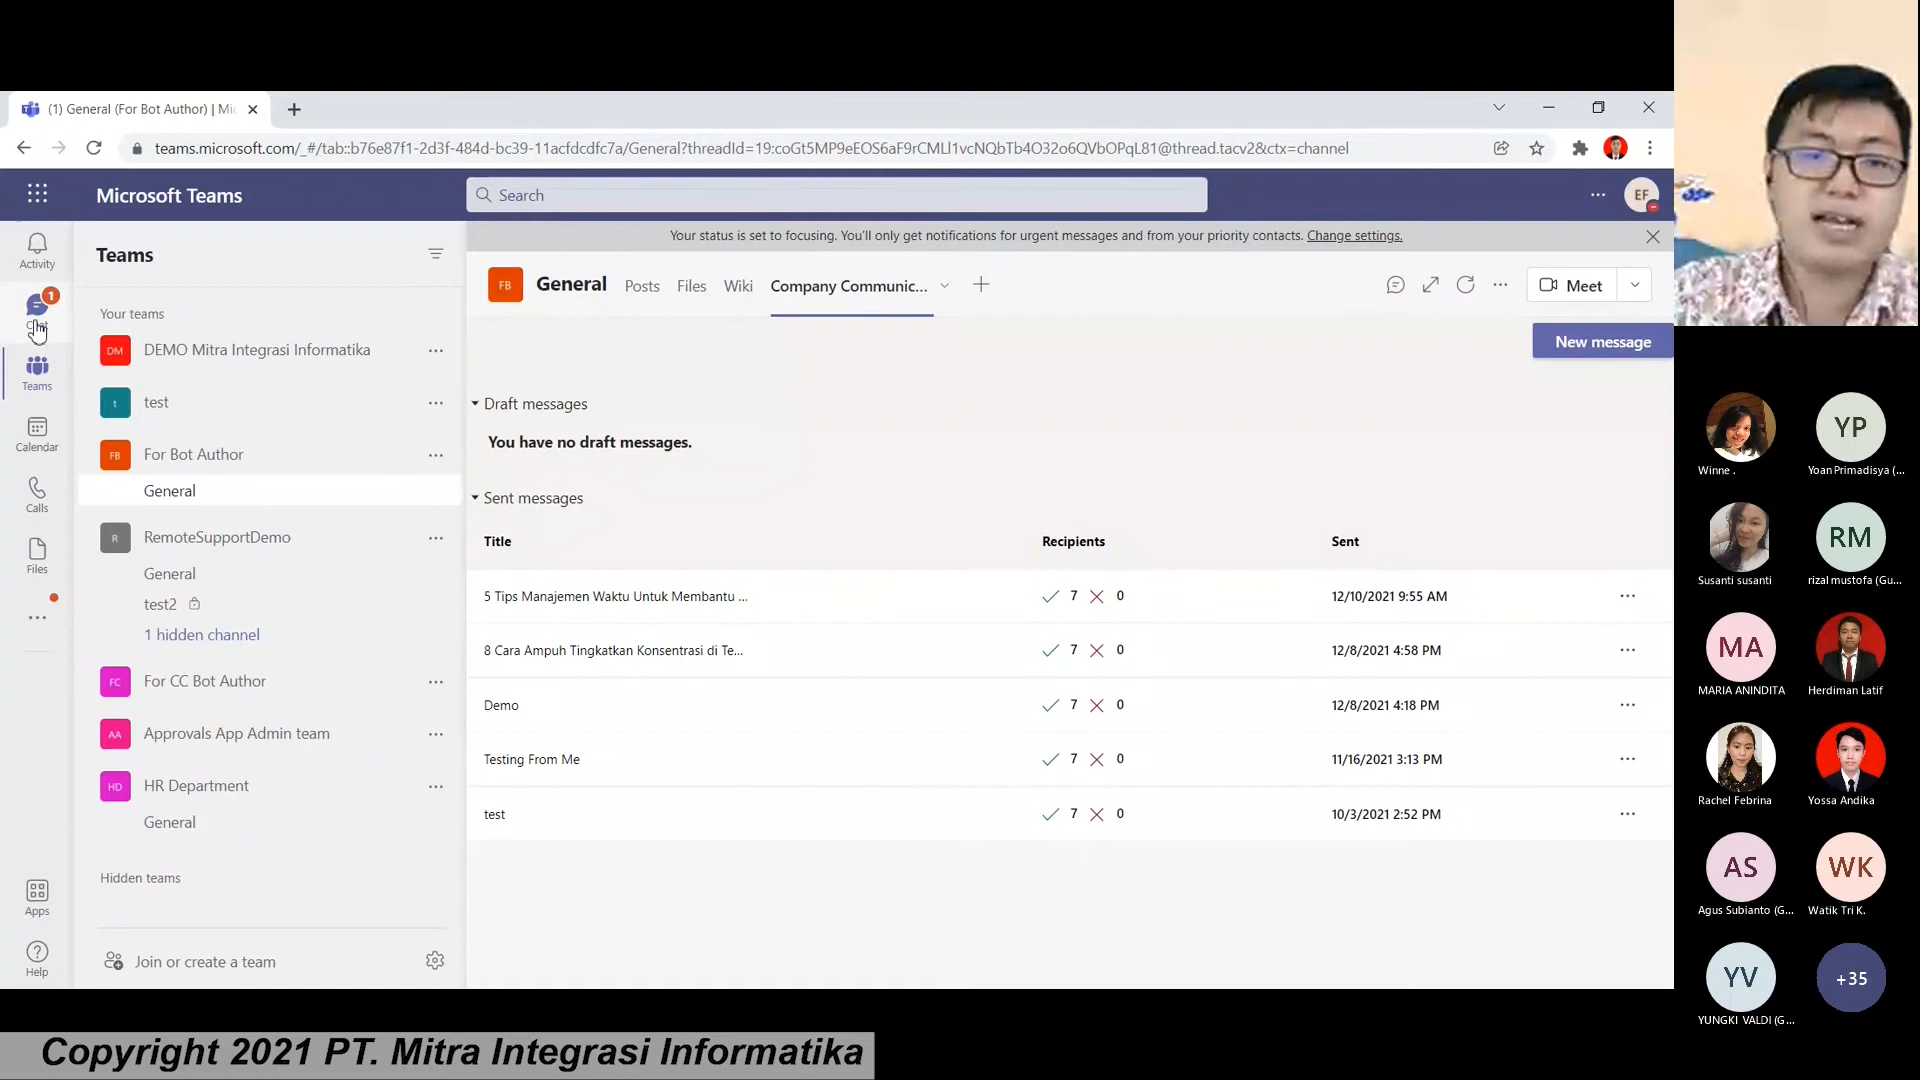 (1) General (For Bot Author) | Mic
teams.microsoft.com/_#/tab::b76e87f1-2d3f-484d-bc39-11acfdcdfc7a/General?threadId=19:coGt5MP9eEOS6aF9rCMLl1vcNQbTb4O32o6QVbOPqL81@thread.tacv2&ctx=channel
Microsoft Teams
Search
EF
Your status is set to focusing. You'll only get notifications for urgent messages and from your priority contacts. Change settings.
Activity
1
Teams
Calendar
Calls
Files
Apps
Help
Teams
Your teams
DM DEMO Mitra Integrasi Informatika
t test
FB For Bot Author
General
R RemoteSupportDemo
General
test2
1 hidden channel
FC For CC Bot Author
AA Approvals App Admin team
HD HR Department
General
Hidden teams
Join or create a team
FB General Posts Files Wiki Company Communic...
Meet
New message
Draft messages
You have no draft messages.
Sent messages
Title Recipients Sent
5 Tips Manajemen Waktu Untuk Membantu ... 7 0 12/10/2021 9:55 AM
8 Cara Ampuh Tingkatkan Konsentrasi di Te... 7 0 12/8/2021 4:58 PM
Demo 7 0 12/8/2021 4:18 PM
Testing From Me 7 0 11/16/2021 3:13 PM
test 7 0 10/3/2021 2:52 PM
Winne .
YP
Yoan Primadisya (...
Susanti susanti
RM
rizal mustofa (Gu...
MA
MARIA ANINDITA
Herdiman Latif
Rachel Febrina
Yossa Andika
AS
Agus Subianto (G...
WK
Watik Tri K.
YV
YUNGKI VALDI (G...
+35
Copyright 2021 PT. Mitra Integrasi Informatika